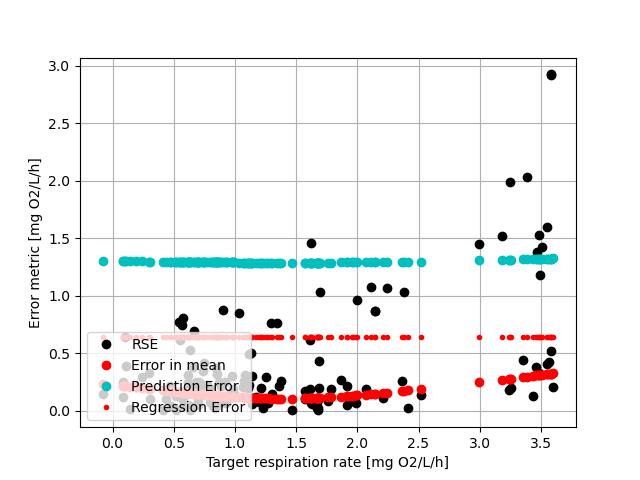 3.0
2.5
2.0
1.5
1.0
0.5
0.0
Error metric [mg O2/L/h]
RSE
Error in mean
Prediction Error
Regression Error
0.0 0.5 1.0 1.5 2.0 2.5 3.0 3.5
Target respiration rate [mg O2/L/h]